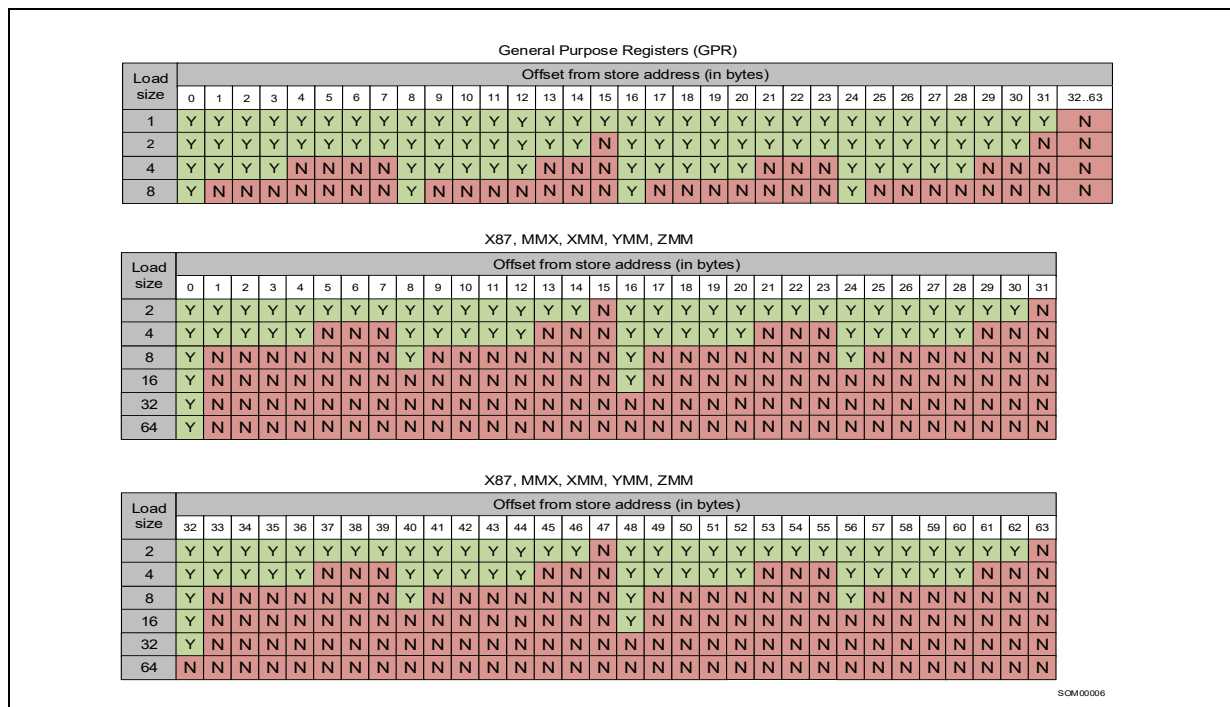 General Purpose Registers (GPR)
Load size Offset from store address (in bytes)
0 1 2 3 4 5 6 7 8 9 10 11 12 13 14 15 16 17 18 19 20 21 22 23 24 25 26 27 28 29 30 31 32..63
1 Y Y Y Y Y Y Y Y Y Y Y Y Y Y Y Y Y Y Y Y Y Y Y Y Y Y Y Y Y Y Y Y N
2 Y Y Y Y Y Y Y Y Y Y Y Y Y Y Y N Y Y Y Y Y Y Y Y Y Y Y Y Y Y Y N N
4 Y Y Y Y N N N N Y Y Y Y Y N N N Y Y Y Y Y N N N Y Y Y Y Y N N N N
8 Y N N N N N N N Y N N N N N N N Y N N N N N N N Y N N N N N N N N
X87, MMX, XMM, YMM, ZMM
Load size Offset from store address (in bytes)
0 1 2 3 4 5 6 7 8 9 10 11 12 13 14 15 16 17 18 19 20 21 22 23 24 25 26 27 28 29 30 31
2 Y Y Y Y Y Y Y Y Y Y Y Y Y Y Y N Y Y Y Y Y Y Y Y Y Y Y Y Y Y Y N
4 Y Y Y Y Y N N N Y Y Y Y Y N N N Y Y Y Y Y N N N Y Y Y Y Y N N N
8 Y N N N N N N N Y N N N N N N N Y N N N N N N N Y N N N N N N N
16 Y N N N N N N N N N N N N N N N Y N N N N N N N N N N N N N N N
32 Y N N N N N N N N N N N N N N N N N N N N N N N N N N N N N N N
64 Y N N N N N N N N N N N N N N N N N N N N N N N N N N N N N N N
X87, MMX, XMM, YMM, ZMM
Load size Offset from store address (in bytes)
32 33 34 35 36 37 38 39 40 41 42 43 44 45 46 47 48 49 50 51 52 53 54 55 56 57 58 59 60 61 62 63
2 Y Y Y Y Y Y Y Y Y Y Y Y Y Y Y N Y Y Y Y Y Y Y Y Y Y Y Y Y Y Y N
4 Y Y Y Y Y N N N Y Y Y Y Y N N N Y Y Y Y Y N N N Y Y Y Y Y N N N
8 Y N N N N N N N Y N N N N N N N Y N N N N N N N Y N N N N N N N
16 Y N N N N N N N N N N N N N N N Y N N N N N N N N N N N N N N N
32 Y N N N N N N N N N N N N N N N N N N N N N N N N N N N N N N N
64 N N N N N N N N N N N N N N N N N N N N N N N N N N N N N N N N
SOM00006